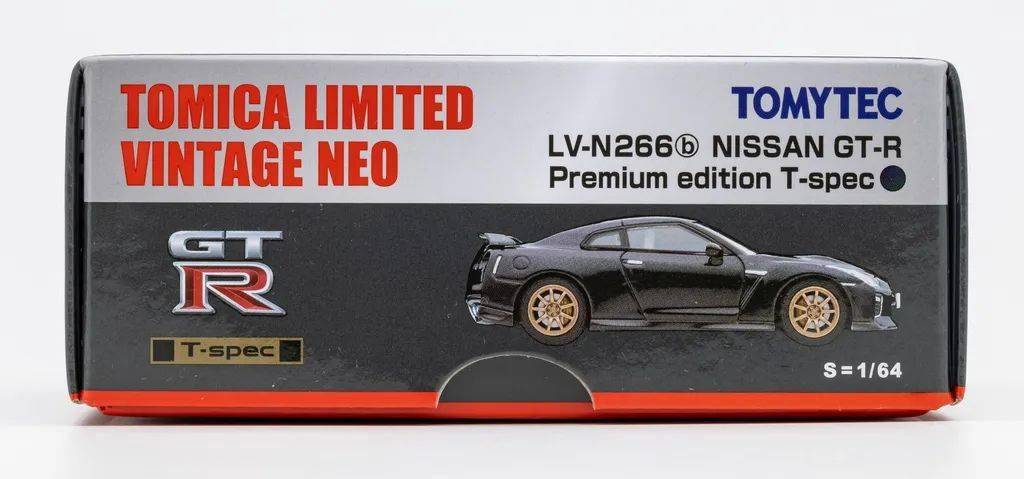 TOMICA LIMITED
VINTAGE NEO
TOMYTEC
LV-N266ⓑ NISSAN GT-R
Premium edition T-spec
GT
R
T-spec
S=1/64